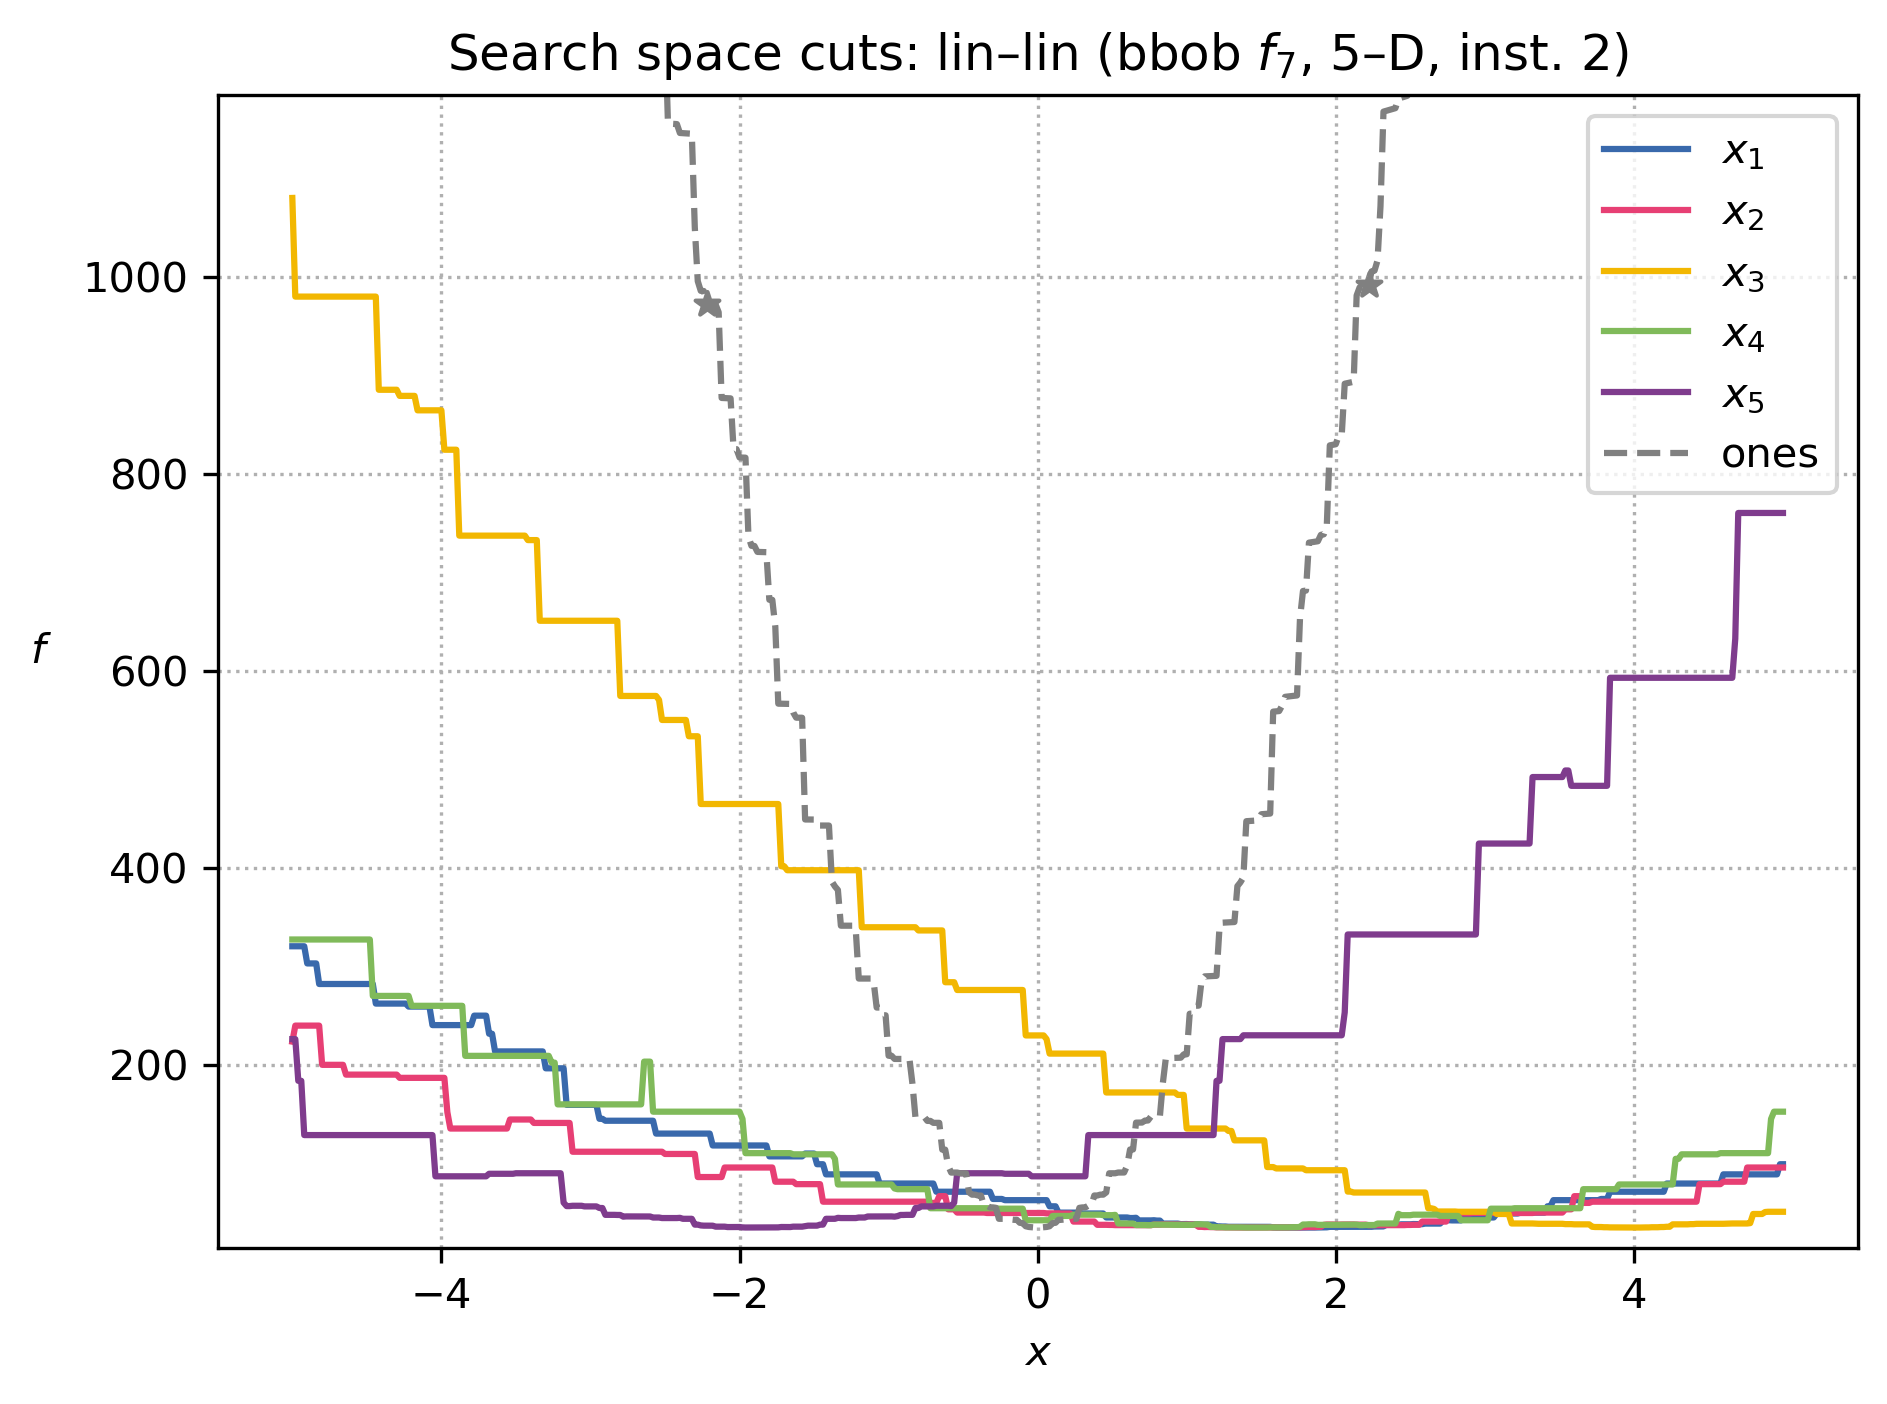 Search space cuts: lin–lin (bbob f₇, 5–D, inst. 2)
1000
800
600
400
200
f
−4
−2
0
2
4
x
x₁
x₂
x₃
x₄
x₅
ones